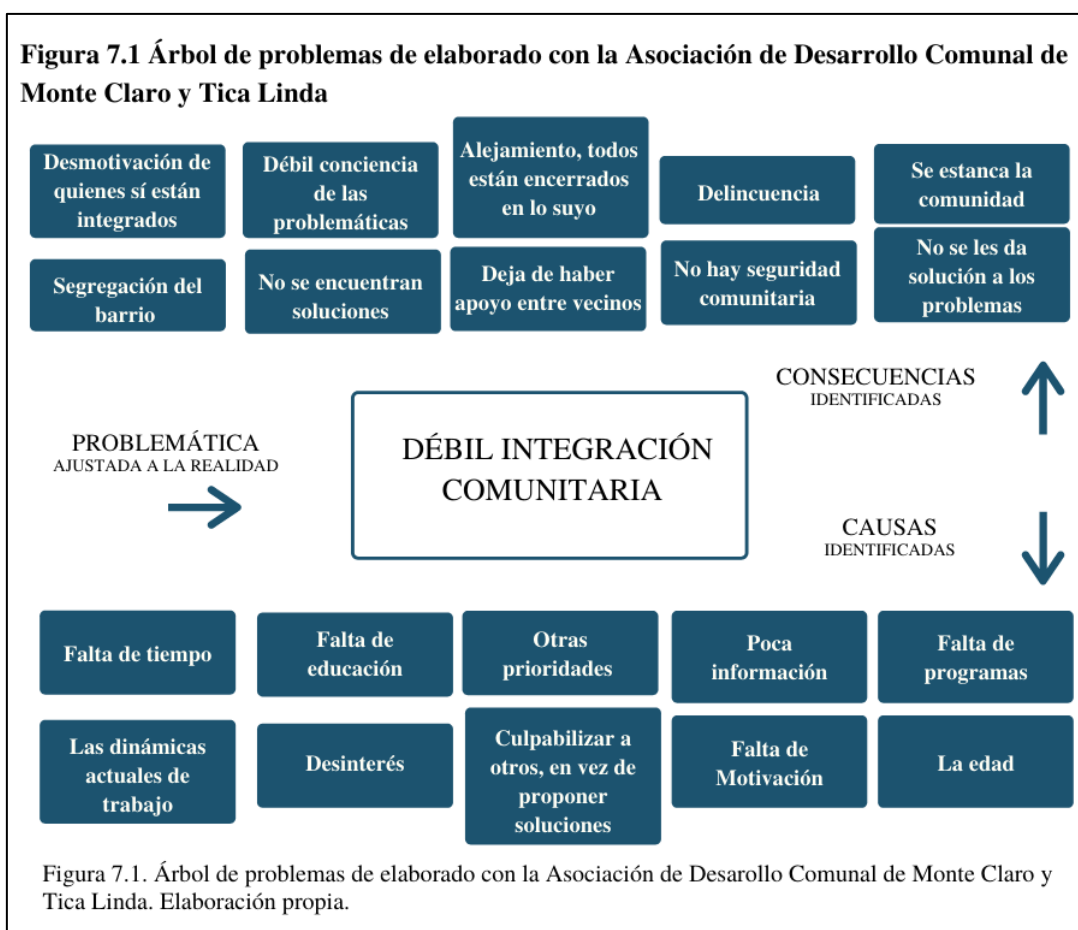 Figura 7.1 Árbol de problemas de elaborado con la Asociación de Desarrollo Comunal de
Monte Claro y Tica Linda
Desmotivación de
quienes sí están
integrados
Débil conciencia
de las
problemáticas
Alejamiento, todos
están encerrados
en lo suyo
Delincuencia
Se estanca la
comunidad
Segregación del
barrio
No se encuentran
soluciones
Deja de haber
apoyo entre vecinos
No hay seguridad
comunitaria
No se les da
solución a los
problemas
CONSECUENCIAS
IDENTIFICADAS
PROBLEMÁTICA
AJUSTADA A LA REALIDAD
DÉBIL INTEGRACIÓN
COMUNITARIA
CAUSAS
IDENTIFICADAS
Falta de tiempo
Falta de
educación
Otras
prioridades
Poca
información
Falta de
programas
Las dinámicas
actuales de
trabajo
Desinterés
Culpabilizar a
otros, en vez de
proponer
soluciones
Falta de
Motivación
La edad
Figura 7.1. Árbol de problemas de elaborado con la Asociación de Desarollo Comunal de Monte Claro y
Tica Linda. Elaboración propia.